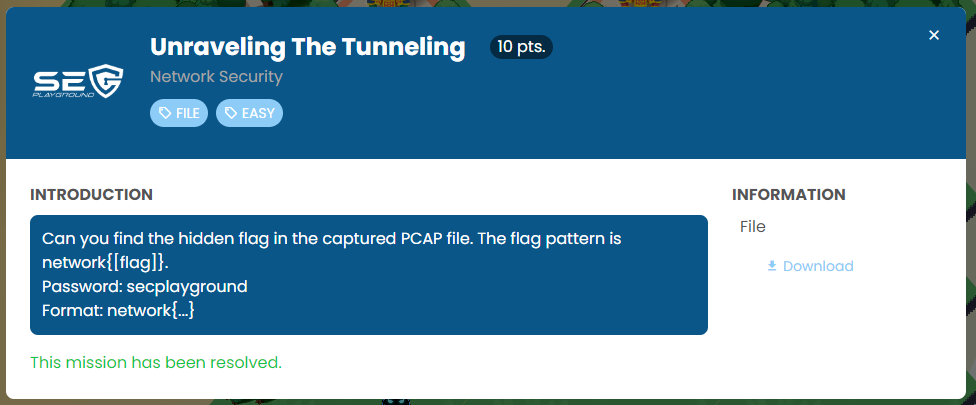 Unraveling The Tunneling
10 pts.
Network Security
SEC
PLAYGROUND
FILE
EASY
INTRODUCTION
Can you find the hidden flag in the captured PCAP file. The flag pattern is
network{[flag]}.
Password: secplayground
Format: network{...}
This mission has been resolved.
INFORMATION
File
Download